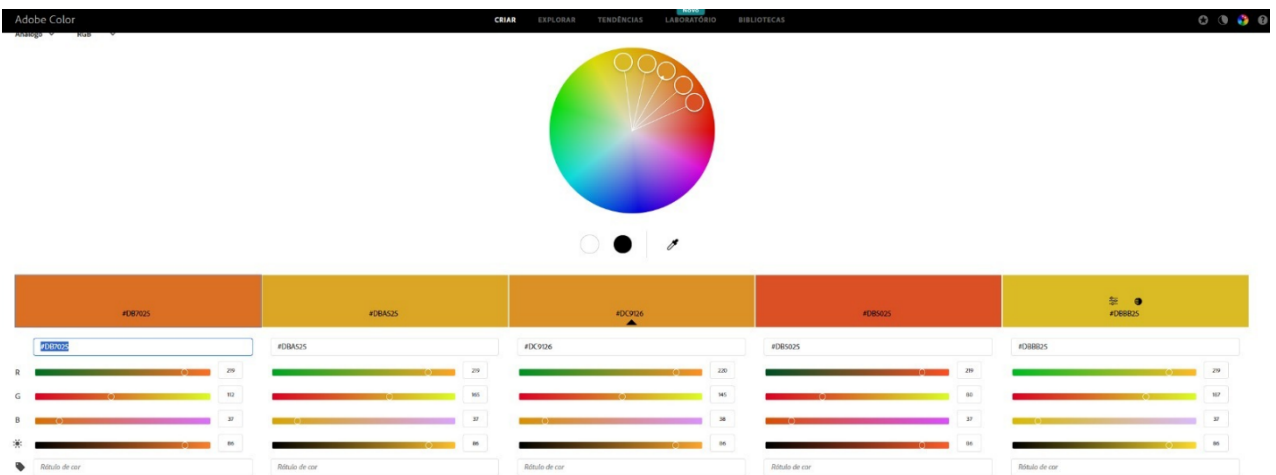 Adobe Color
CRIAR EXPLORAR TENDÊNCIAS Novo LABORATÓRIO BIBLIOTECAS
Análogo RGB
#DB7025 #DBA525 #DC9126 #DB5025 #DBBB25
#DB7025 #DBA525 #DC9126 #DB5025 #DBBB25
R 219 219 220 219 219
G 112 165 145 80 187
B 37 37 38 37 37
86 86 86 86 86
Rótulo de cor Rótulo de cor Rótulo de cor Rótulo de cor Rótulo de cor